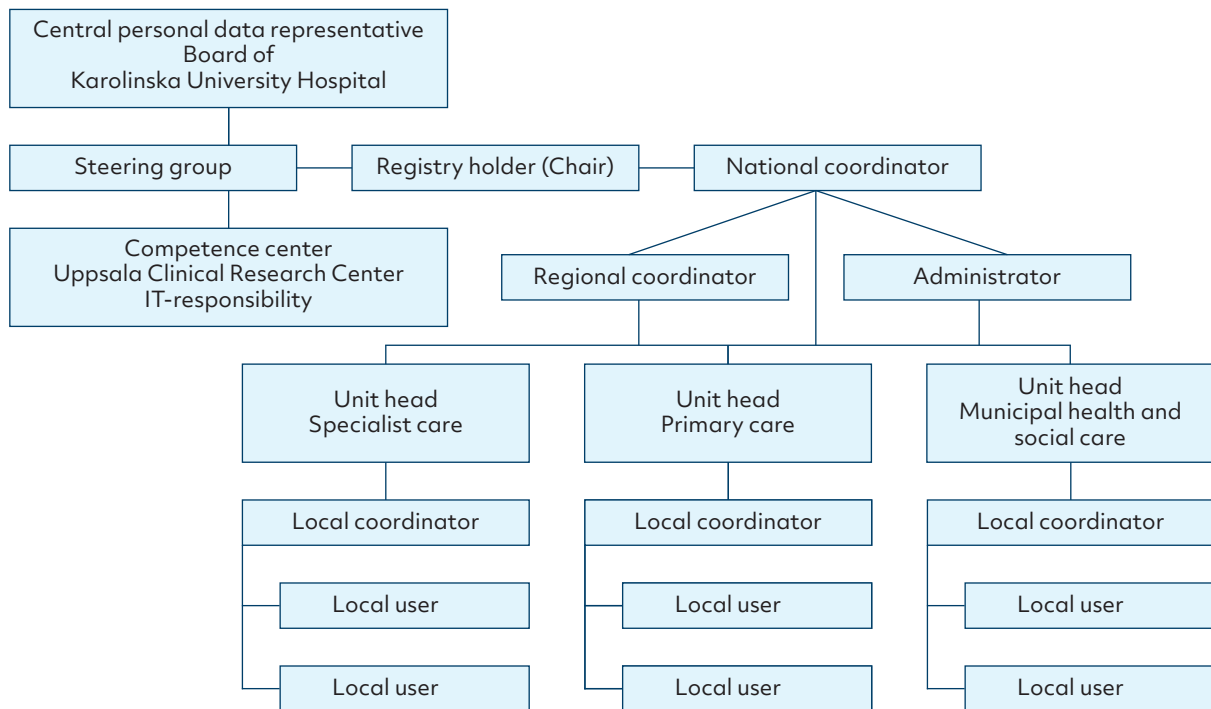 Central personal data representative
Board of
Karolinska University Hospital
Steering group
Registry holder (Chair)
National coordinator
Competence center
Uppsala Clinical Research Center
IT-responsibility
Regional coordinator
Administrator
Unit head
Specialist care
Unit head
Primary care
Unit head
Municipal health and
social care
Local coordinator
Local coordinator
Local coordinator
Local user
Local user
Local user
Local user
Local user
Local user